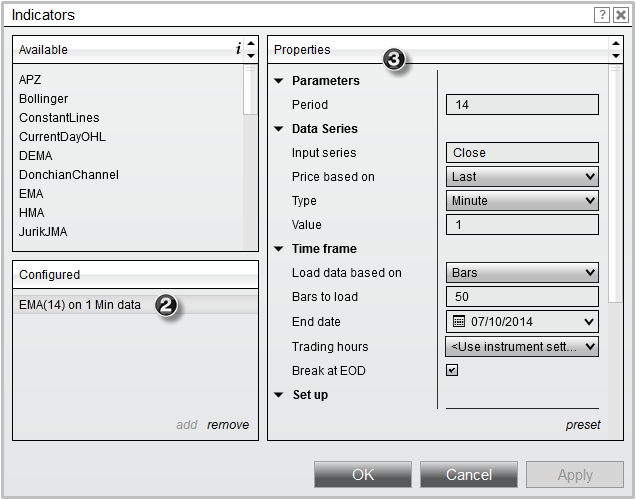 Indicators
?
Available i
APZ
Bollinger
ConstantLines
CurrentDayOHL
DEMA
DonchianChannel
EMA
HMA
JurikJMA
Configured
EMA(14) on 1 Min data 2
add remove
Properties 3
Parameters
Period 14
Data Series
Input series Close
Price based on Last
Type Minute
Value 1
Time frame
Load data based on Bars
Bars to load 50
End date 07/10/2014
Trading hours <Use instrument sett...
Break at EOD
Set up
preset
OK Cancel Apply